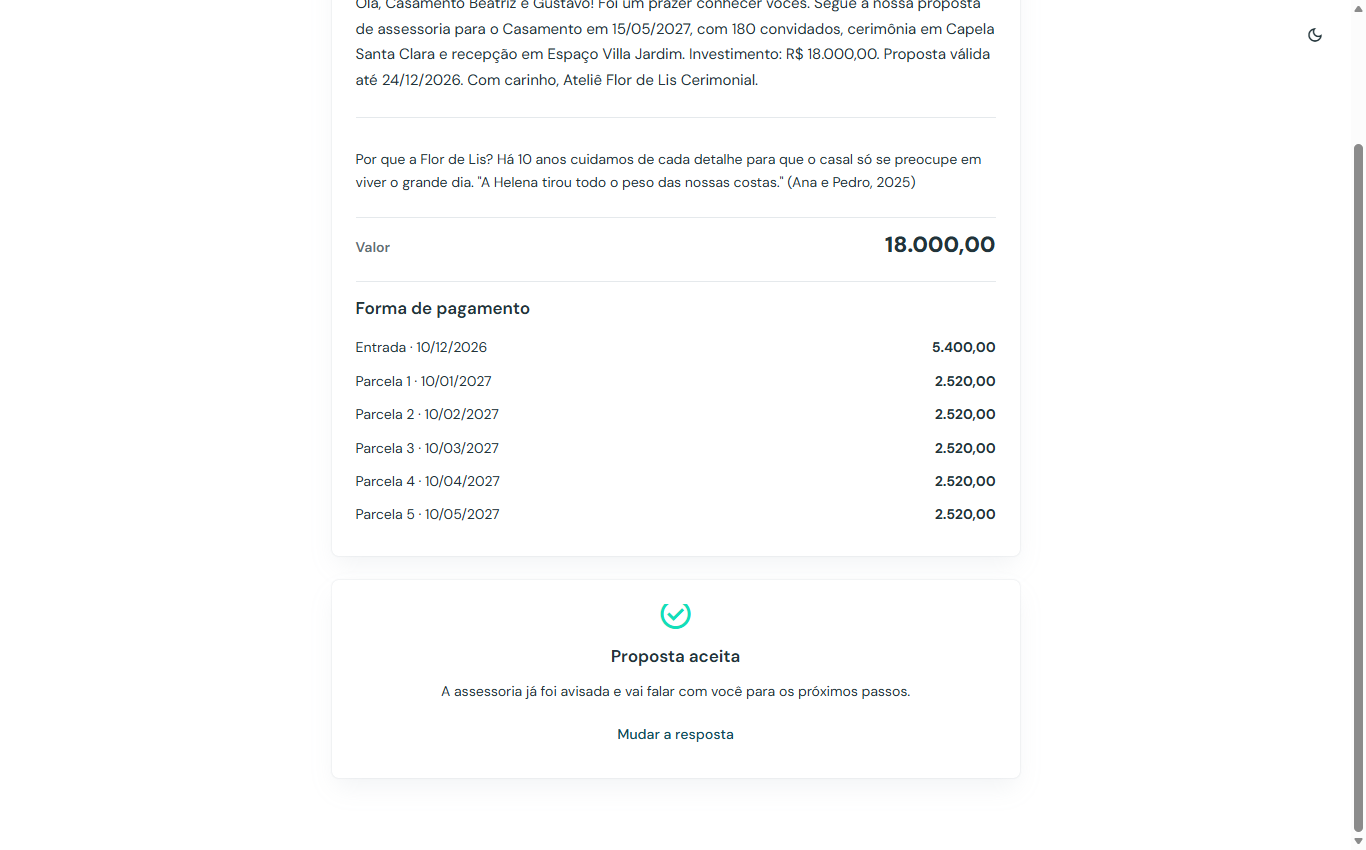 Olá, Casamento Beatriz e Gustavo! Foi um prazer conhecer vocês. Segue a nossa proposta
de assessoria para o Casamento em 15/05/2027, com 180 convidados, cerimônia em Capela
Santa Clara e recepção em Espaço Villa Jardim. Investimento: R$ 18.000,00. Proposta válida
até 24/12/2026. Com carinho, Ateliê Flor de Lis Cerimonial.
Por que a Flor de Lis? Há 10 anos cuidamos de cada detalhe para que o casal só se preocupe em
viver o grande dia. "A Helena tirou todo o peso das nossas costas." (Ana e Pedro, 2025)
Valor 18.000,00
Forma de pagamento
Entrada · 10/12/2026 5.400,00
Parcela 1 · 10/01/2027 2.520,00
Parcela 2 · 10/02/2027 2.520,00
Parcela 3 · 10/03/2027 2.520,00
Parcela 4 · 10/04/2027 2.520,00
Parcela 5 · 10/05/2027 2.520,00
Proposta aceita
A assessoria já foi avisada e vai falar com você para os próximos passos.
Mudar a resposta